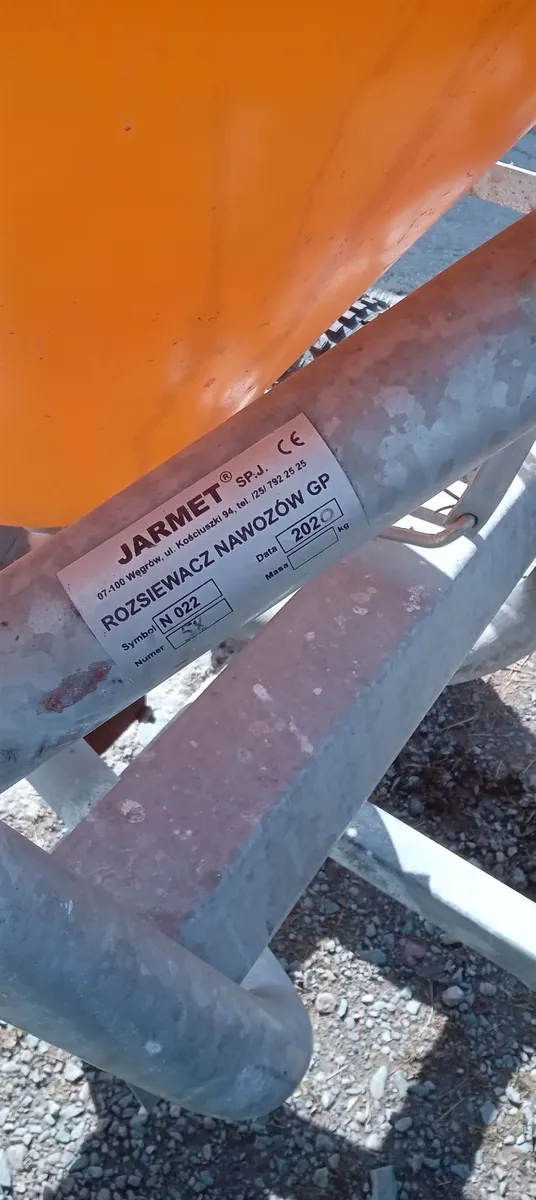 JARMET® SP.J. CE
07-100 Węgrów, ul. Kościuszki 94, tel. /25/ 792 25 25
ROZSIEWACZ NAWOZÓW GP
Symbol N 022 Data 2020
Numer Masa kg